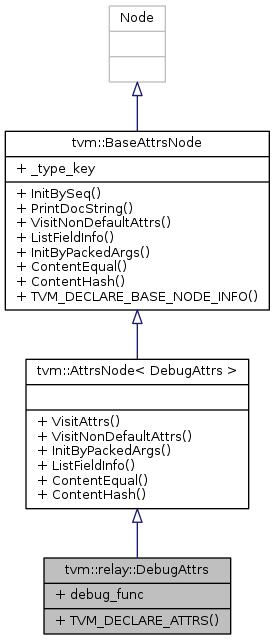 Node
tvm::BaseAttrsNode
+ _type_key
+ InitBySeq()
+ PrintDocString()
+ VisitNonDefaultAttrs()
+ ListFieldInfo()
+ InitByPackedArgs()
+ ContentEqual()
+ ContentHash()
+ TVM_DECLARE_BASE_NODE_INFO()
tvm::AttrsNode< DebugAttrs >
+ VisitAttrs()
+ VisitNonDefaultAttrs()
+ InitByPackedArgs()
+ ListFieldInfo()
+ ContentEqual()
+ ContentHash()
tvm::relay::DebugAttrs
+ debug_func
+ TVM_DECLARE_ATTRS()